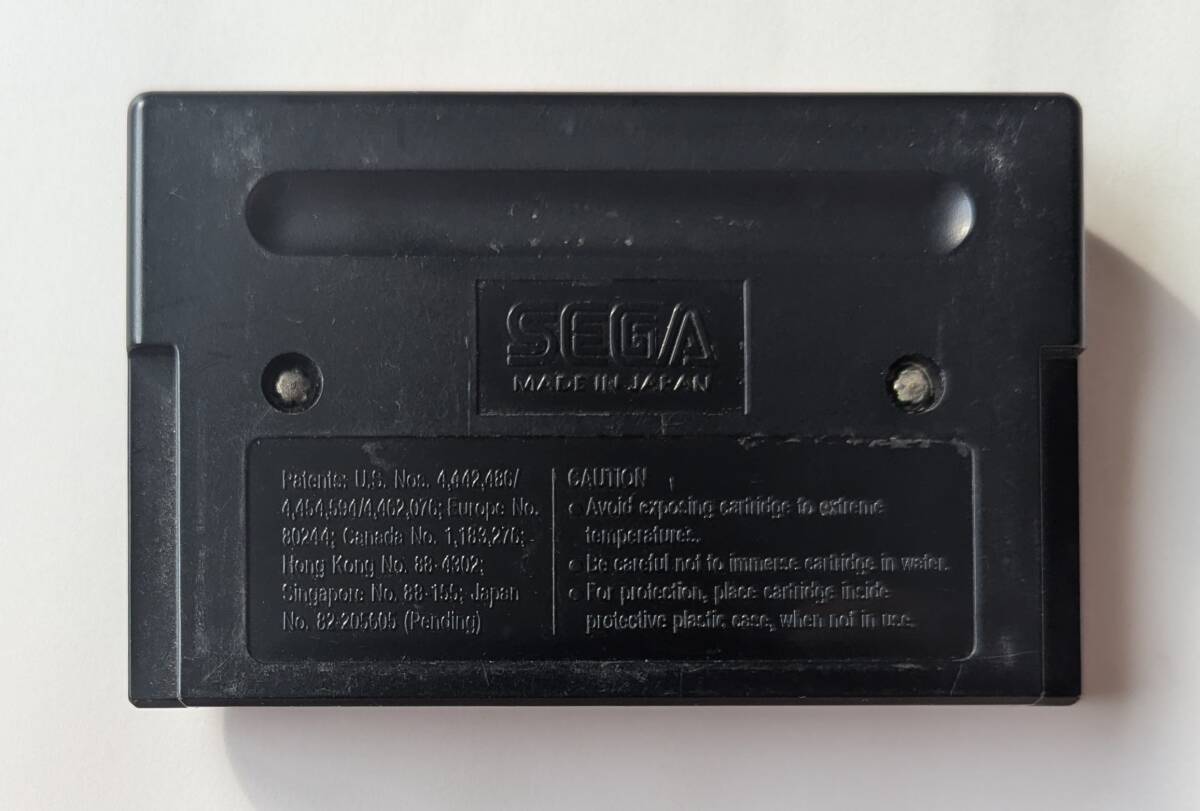 SEGA
MADE IN JAPAN
Patents: U.S. Nos. 4,442,486/
4,454,594/4,462,076; Europe No.
80244; Canada No. 1,183,276;
Hong Kong No. 88-4302;
Singapore No. 88-155; Japan
No. 82-205605 (Pending)
CAUTION
● Avoid exposing cartridge to extreme
temperatures.
● Be careful not to immerse cartridge in water.
● For protection, place cartridge inside
protective plastic case, when not in use.